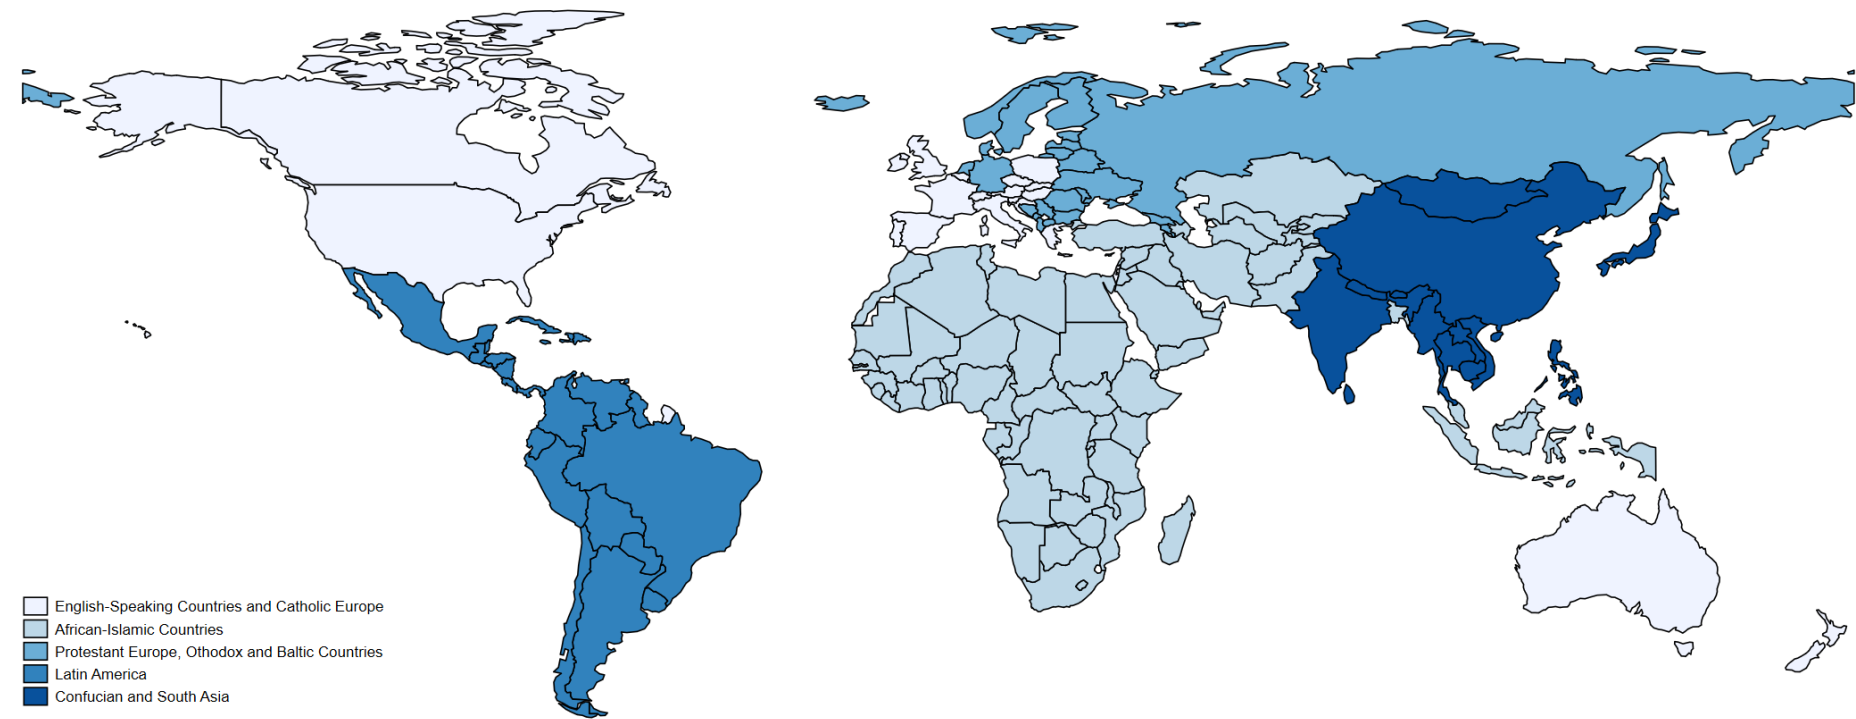 English-Speaking Countries and Catholic Europe
African-Islamic Countries
Protestant Europe, Othodox and Baltic Countries
Latin America
Confucian and South Asia